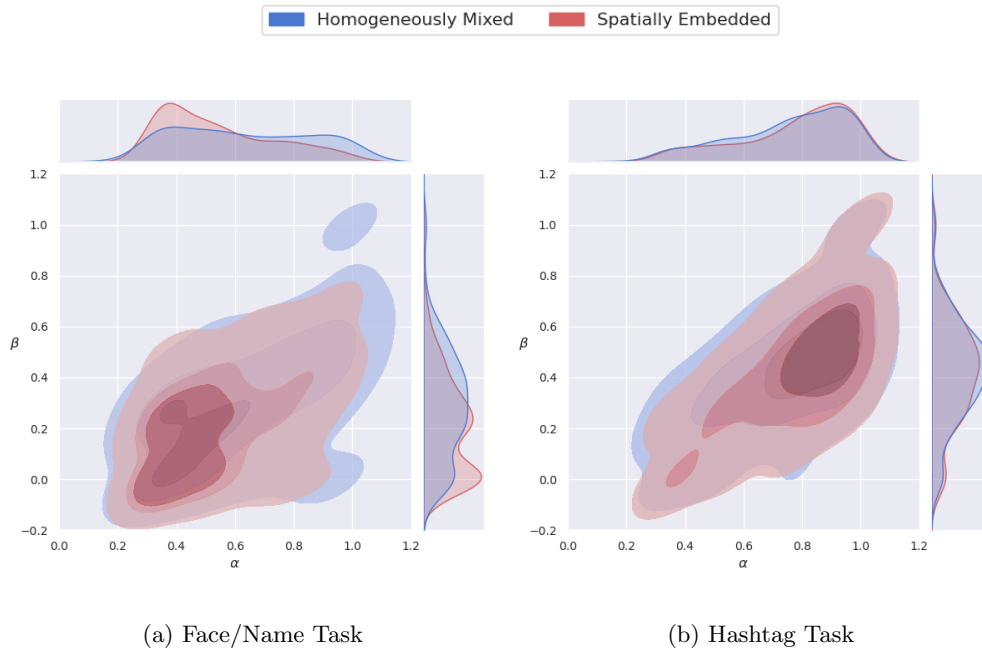 Homogeneously Mixed Spatially Embedded
1.2 1.2
1.0 1.0
0.8 0.8
0.6 0.6
β β
0.4 0.4
0.2 0.2
0.0 0.0
−0.2 −0.2
0.0 0.2 0.4 0.6 0.8 1.0 1.2 0.0 0.2 0.4 0.6 0.8 1.0 1.2
α α
(a) Face/Name Task (b) Hashtag Task